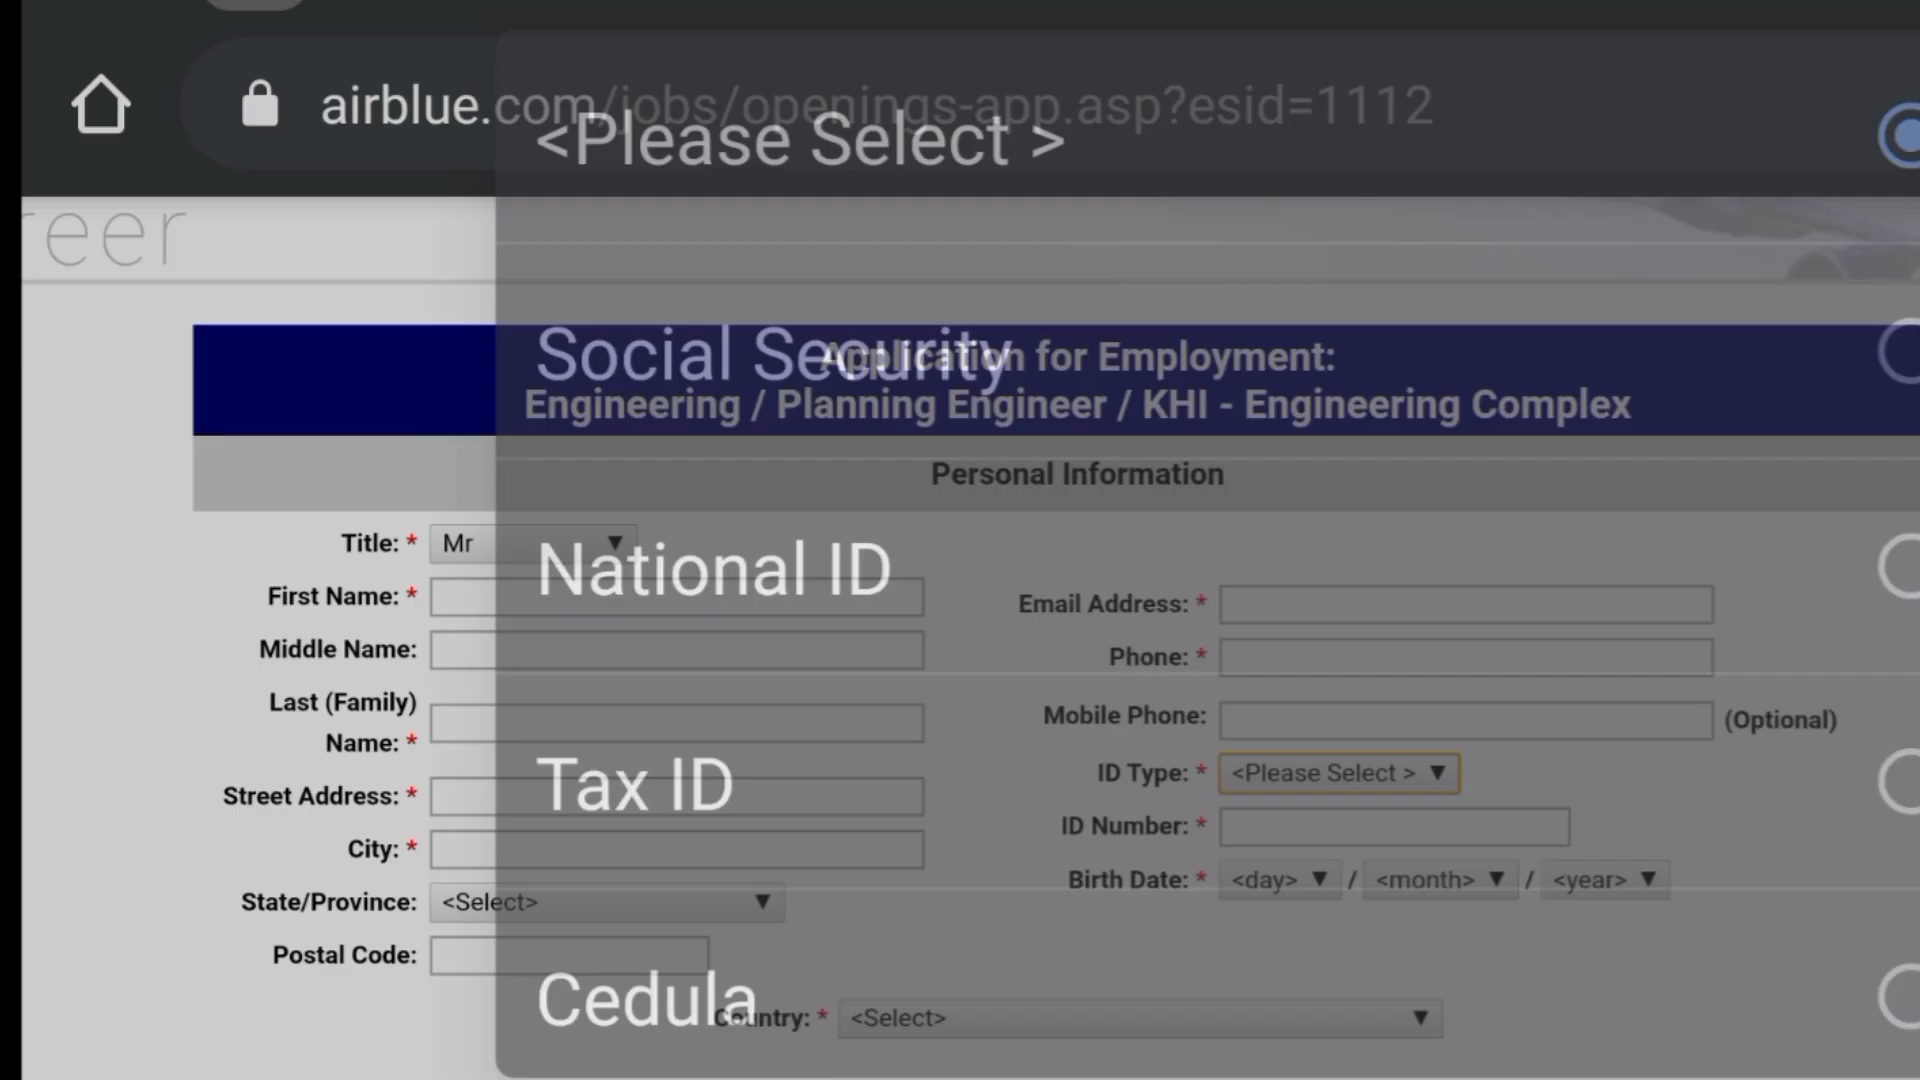 airblue.com/jobs/openings-app.asp?esid=1112
<Please Select >
reer
Social Security
Application for Employment:
Engineering / Planning Engineer / KHI - Engineering Complex
Personal Information
Title: * Mr
National ID
First Name: *
Email Address: *
Middle Name:
Phone: *
Last (Family)
Name: *
Mobile Phone: (Optional)
Tax ID
ID Type: * <Please Select >
Street Address: *
ID Number: *
City: *
Birth Date: * <day> / <month> / <year>
State/Province: <Select>
Postal Code:
Cedula
Country: * <Select>